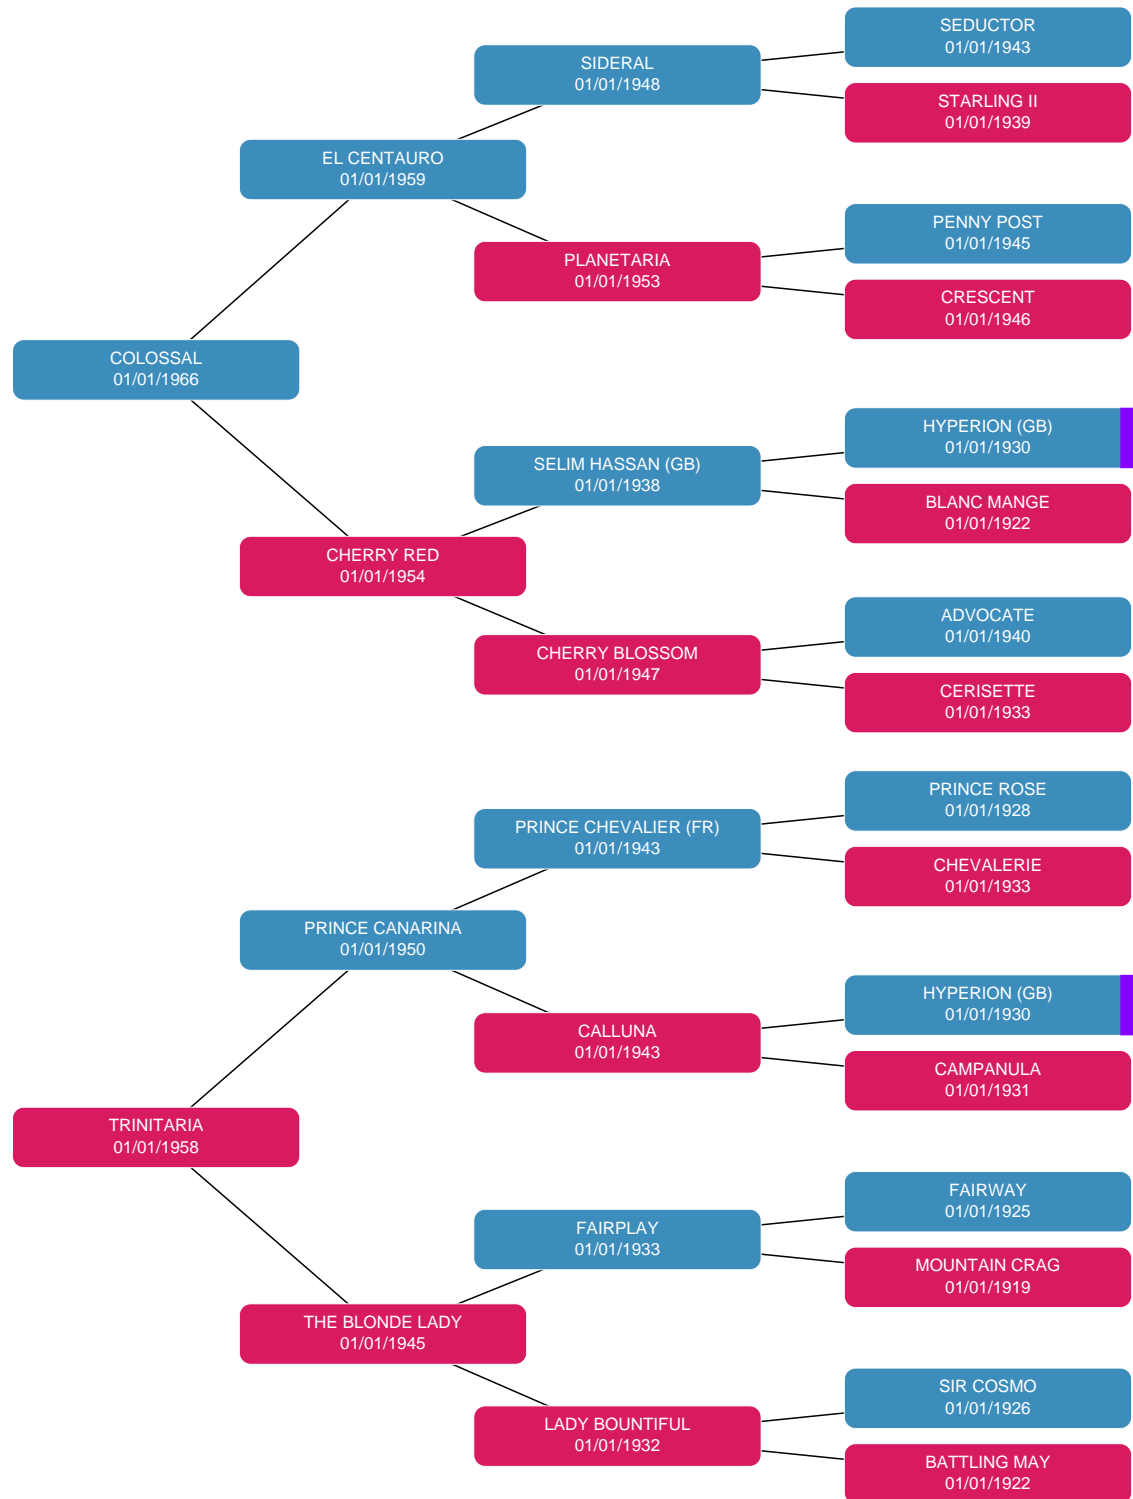 SEDUCTOR
01/01/1943
SIDERAL
01/01/1948
STARLING II
01/01/1939
EL CENTAURO
01/01/1959
PENNY POST
01/01/1945
PLANETARIA
01/01/1953
CRESCENT
01/01/1946
COLOSSAL
01/01/1966
HYPERION (GB)
01/01/1930
SELIM HASSAN (GB)
01/01/1938
BLANC MANGE
01/01/1922
CHERRY RED
01/01/1954
ADVOCATE
01/01/1940
CHERRY BLOSSOM
01/01/1947
CERISETTE
01/01/1933
PRINCE ROSE
01/01/1928
PRINCE CHEVALIER (FR)
01/01/1943
CHEVALERIE
01/01/1933
PRINCE CANARINA
01/01/1950
HYPERION (GB)
01/01/1930
CALLUNA
01/01/1943
CAMPANULA
01/01/1931
TRINITARIA
01/01/1958
FAIRWAY
01/01/1925
FAIRPLAY
01/01/1933
MOUNTAIN CRAG
01/01/1919
THE BLONDE LADY
01/01/1945
SIR COSMO
01/01/1926
LADY BOUNTIFUL
01/01/1932
BATTLING MAY
01/01/1922